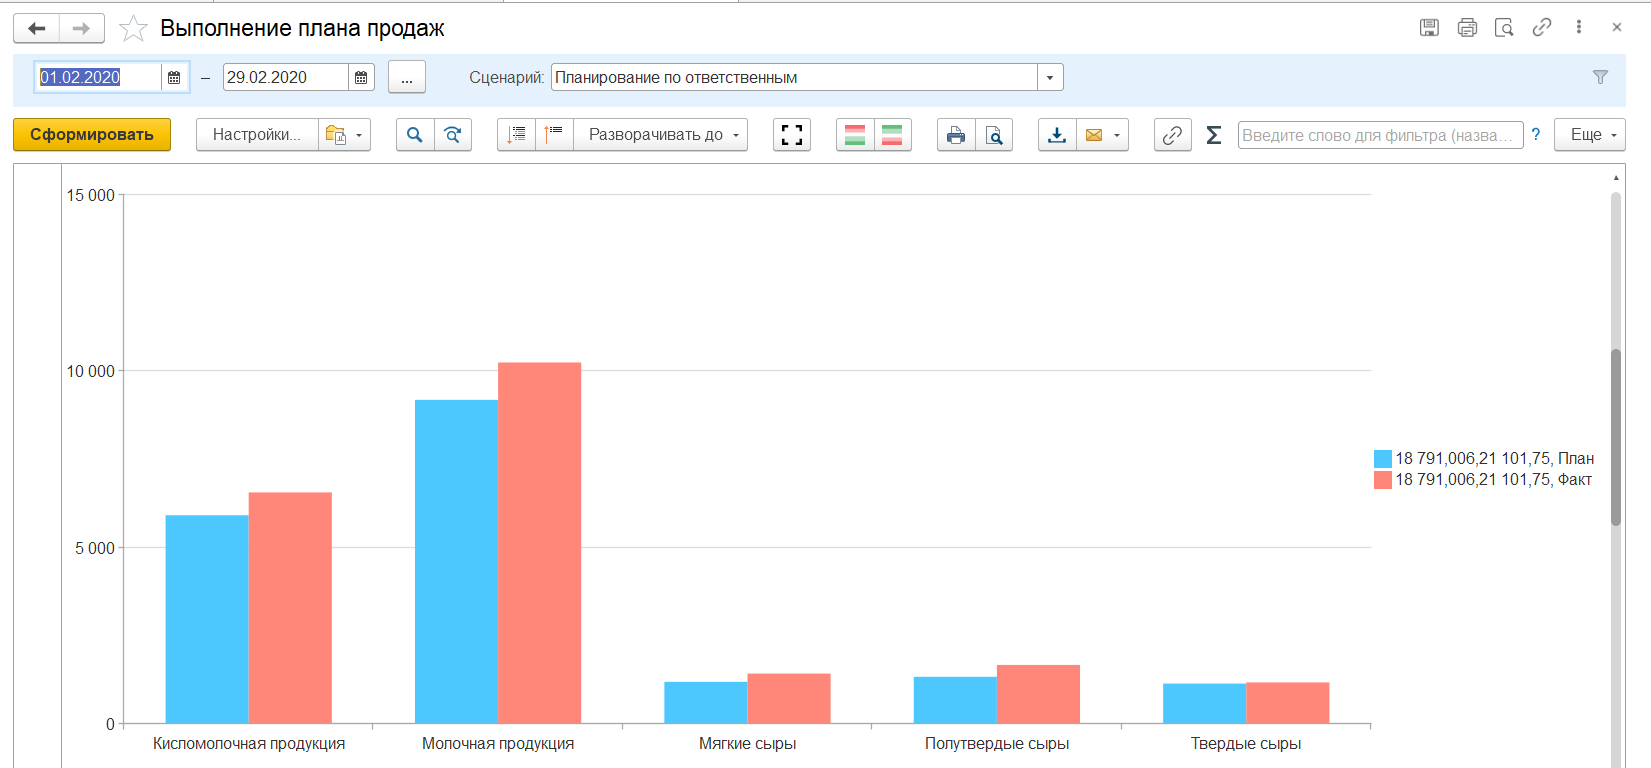 Выполнение плана продаж
01.02.2020 – 29.02.2020 ... Сценарий: Планирование по ответственным
Сформировать Настройки... Разворачивать до Σ Введите слово для фильтра (назва... ? Еще
15 000
10 000
5 000
0
18 791,006,21 101,75, План
18 791,006,21 101,75, Факт
Кисломолочная продукция Молочная продукция Мягкие сыры Полутвердые сыры Твердые сыры